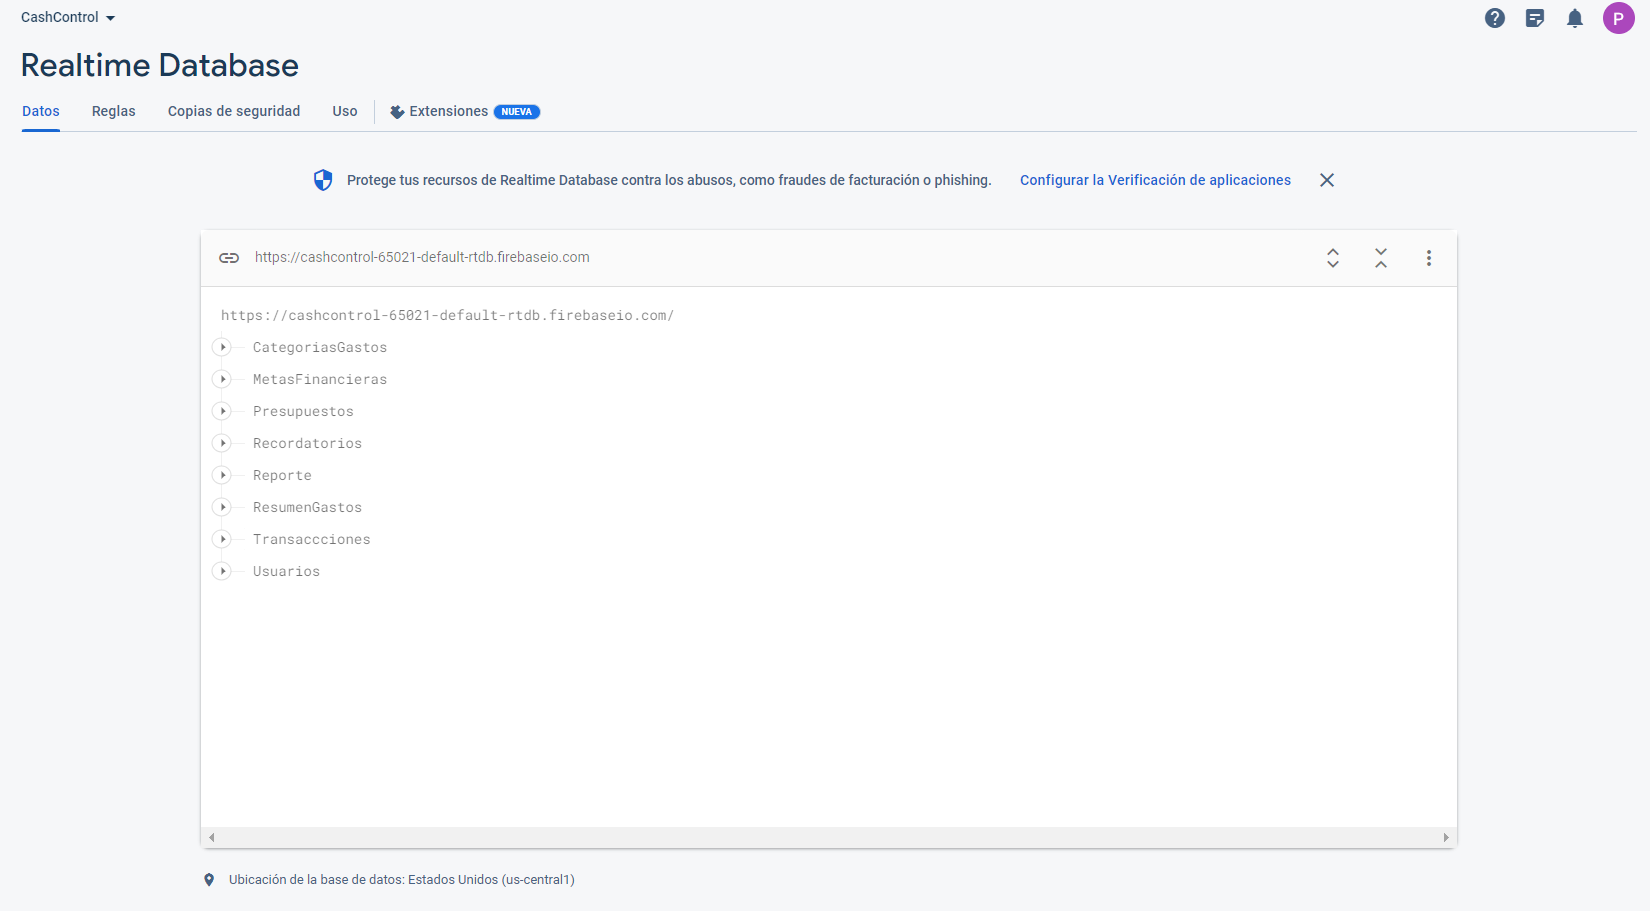 CashControl
P
Realtime Database
Datos Reglas Copias de seguridad Uso Extensiones NUEVA
Protege tus recursos de Realtime Database contra los abusos, como fraudes de facturación o phishing. Configurar la Verificación de aplicaciones
https://cashcontrol-65021-default-rtdb.firebaseio.com
https://cashcontrol-65021-default-rtdb.firebaseio.com/
CategoriasGastos
MetasFinancieras
Presupuestos
Recordatorios
Reporte
ResumenGastos
Transaccciones
Usuarios
Ubicación de la base de datos: Estados Unidos (us-central1)